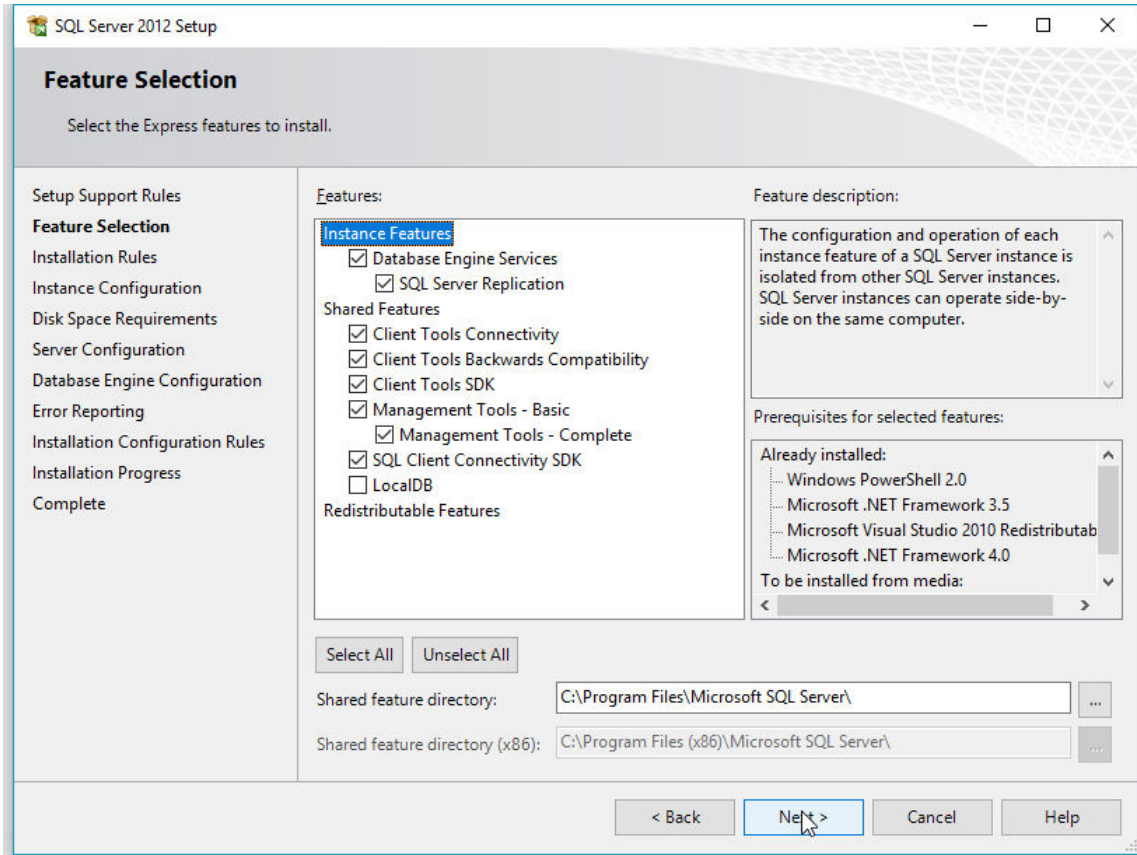 SQL Server 2012 Setup
Feature Selection
Select the Express features to install.
Setup Support Rules
Feature Selection
Installation Rules
Instance Configuration
Disk Space Requirements
Server Configuration
Database Engine Configuration
Error Reporting
Installation Configuration Rules
Installation Progress
Complete
Features:
Instance Features
Database Engine Services
SQL Server Replication
Shared Features
Client Tools Connectivity
Client Tools Backwards Compatibility
Client Tools SDK
Management Tools - Basic
Management Tools - Complete
SQL Client Connectivity SDK
LocalDB
Redistributable Features
Feature description:
The configuration and operation of each
instance feature of a SQL Server instance is
isolated from other SQL Server instances.
SQL Server instances can operate side-by-
side on the same computer.
Prerequisites for selected features:
Already installed:
Windows PowerShell 2.0
Microsoft .NET Framework 3.5
Microsoft Visual Studio 2010 Redistributab
Microsoft .NET Framework 4.0
To be installed from media:
Select All
Unselect All
Shared feature directory:
C:\Program Files\Microsoft SQL Server\
...
Shared feature directory (x86):
C:\Program Files (x86)\Microsoft SQL Server\
...
< Back
Next >
Cancel
Help